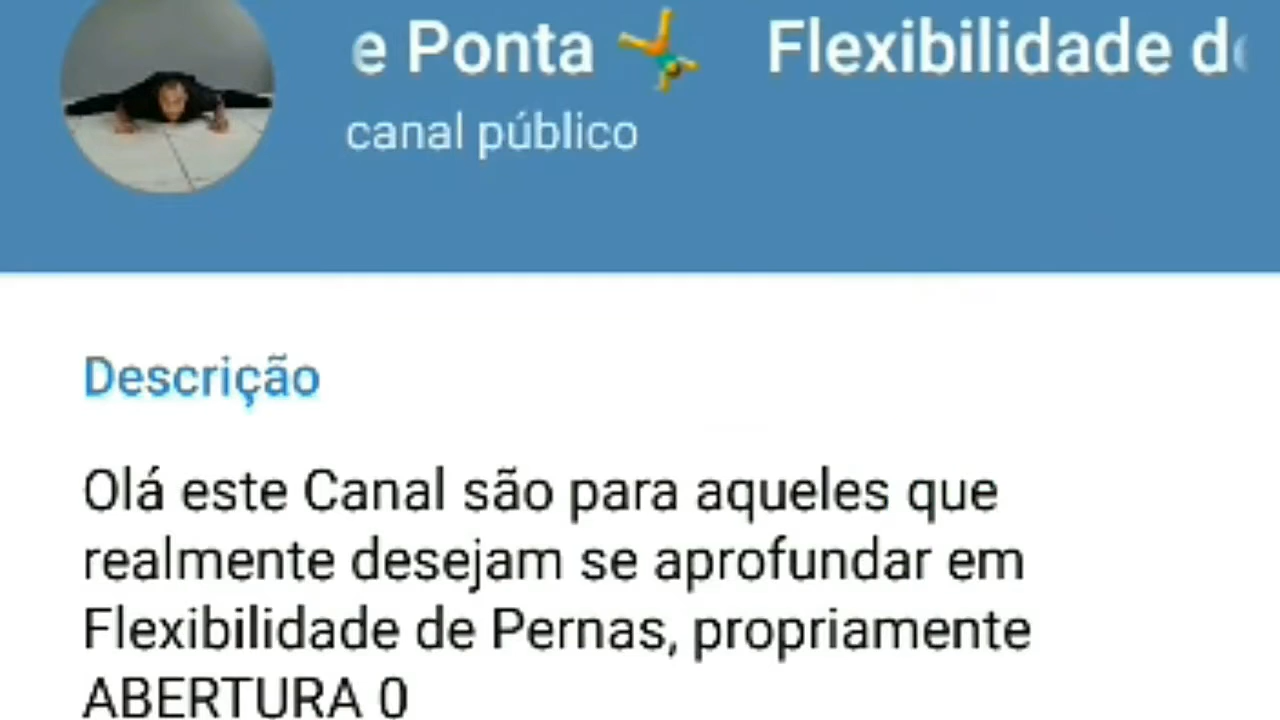 e Ponta 🤸 Flexibilidade d
canal público
Descrição
Olá este Canal são para aqueles que
realmente desejam se aprofundar em
Flexibilidade de Pernas, propriamente
ABERTURA 0